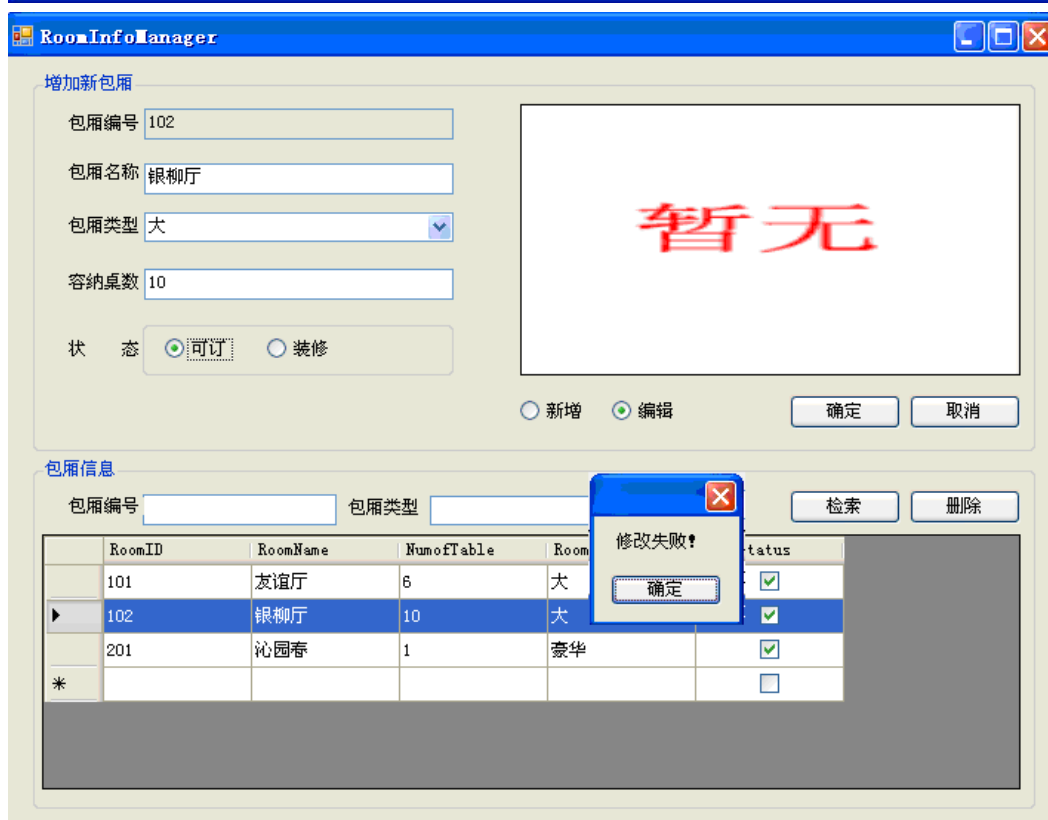 RoomInfoManager
增加新包厢
包厢编号 102
包厢名称 银柳厅
包厢类型 大
容纳桌数 10
状 态 可订 装修
暂无
新增 编辑 确定 取消
包厢信息
包厢编号 包厢类型 检索 删除
修改失败!
确定
RoomID RoomName NumofTable Room tatus
101 友谊厅 6 大
102 银柳厅 10 大
201 沁园春 1 豪华